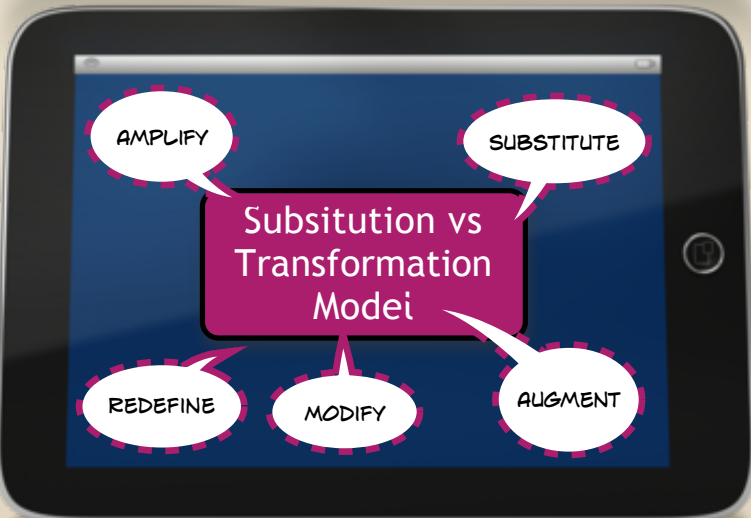 AMPLIFY
SUBSTITUTE
Subsitution vs
Transformation
Model
REDEFINE
MODIFY
AUGMENT